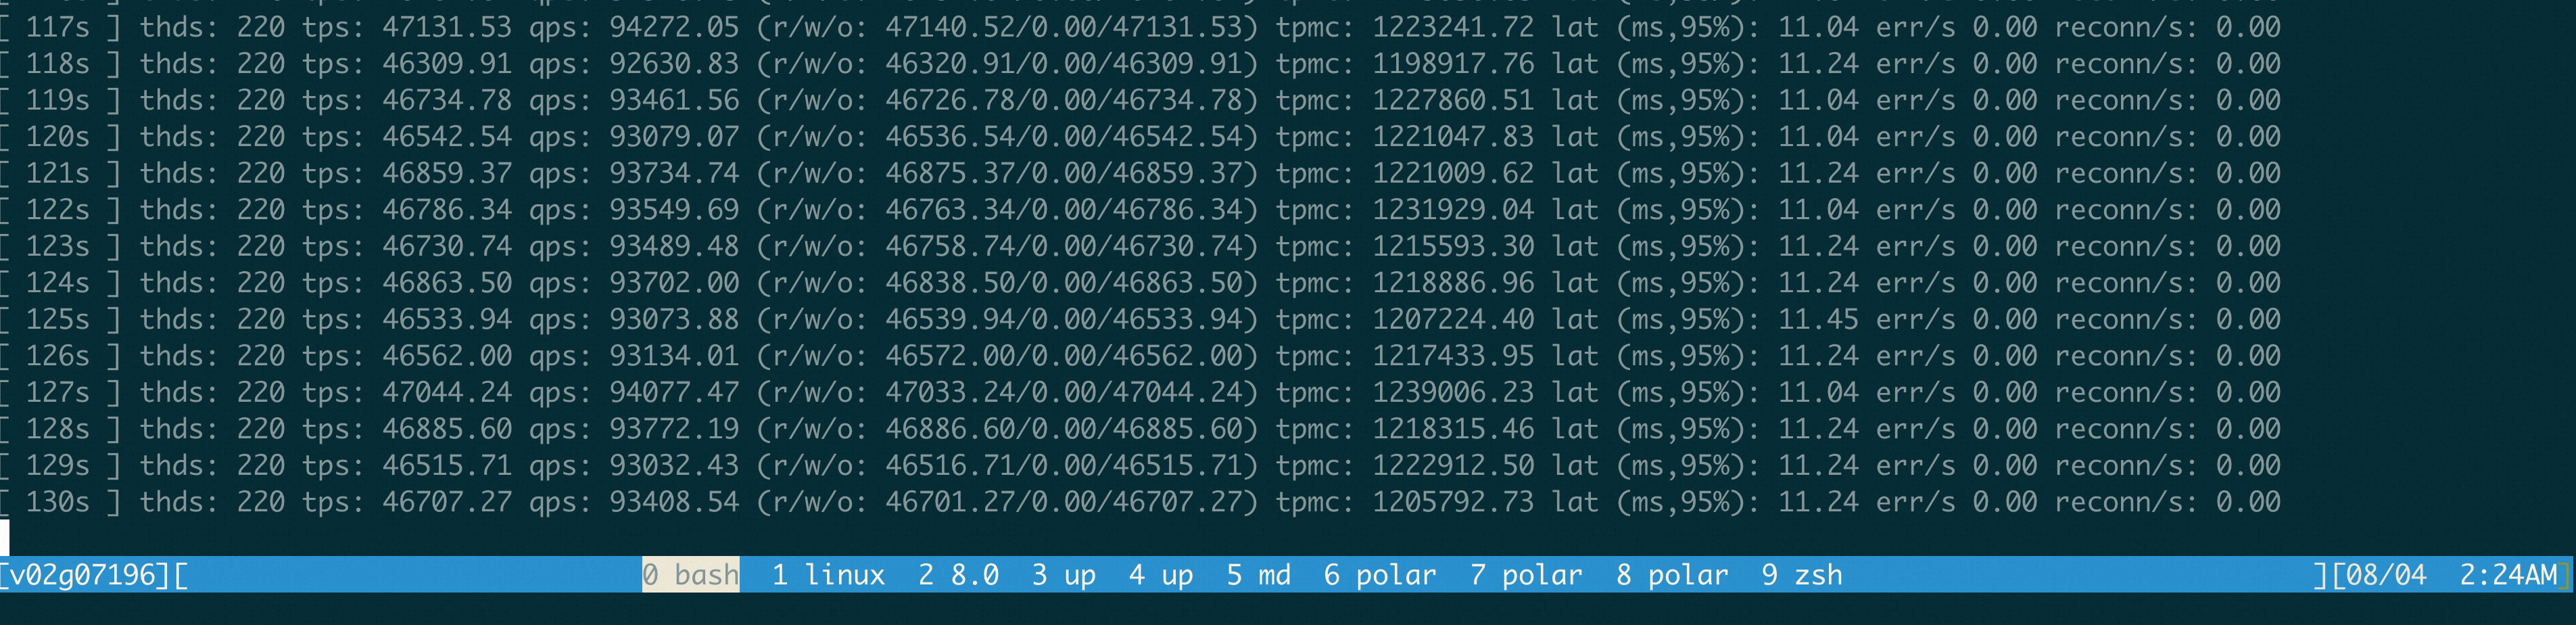 [ 117s ] thds: 220 tps: 47131.53 qps: 94272.05 (r/w/o: 47140.52/0.00/47131.53) tpmc: 1223241.72 lat (ms,95%): 11.04 err/s 0.00 reconn/s: 0.00
[ 118s ] thds: 220 tps: 46309.91 qps: 92630.83 (r/w/o: 46320.91/0.00/46309.91) tpmc: 1198917.76 lat (ms,95%): 11.24 err/s 0.00 reconn/s: 0.00
[ 119s ] thds: 220 tps: 46734.78 qps: 93461.56 (r/w/o: 46726.78/0.00/46734.78) tpmc: 1227860.51 lat (ms,95%): 11.04 err/s 0.00 reconn/s: 0.00
[ 120s ] thds: 220 tps: 46542.54 qps: 93079.07 (r/w/o: 46536.54/0.00/46542.54) tpmc: 1221047.83 lat (ms,95%): 11.04 err/s 0.00 reconn/s: 0.00
[ 121s ] thds: 220 tps: 46859.37 qps: 93734.74 (r/w/o: 46875.37/0.00/46859.37) tpmc: 1221009.62 lat (ms,95%): 11.24 err/s 0.00 reconn/s: 0.00
[ 122s ] thds: 220 tps: 46786.34 qps: 93549.69 (r/w/o: 46763.34/0.00/46786.34) tpmc: 1231929.04 lat (ms,95%): 11.04 err/s 0.00 reconn/s: 0.00
[ 123s ] thds: 220 tps: 46730.74 qps: 93489.48 (r/w/o: 46758.74/0.00/46730.74) tpmc: 1215593.30 lat (ms,95%): 11.24 err/s 0.00 reconn/s: 0.00
[ 124s ] thds: 220 tps: 46863.50 qps: 93702.00 (r/w/o: 46838.50/0.00/46863.50) tpmc: 1218886.96 lat (ms,95%): 11.24 err/s 0.00 reconn/s: 0.00
[ 125s ] thds: 220 tps: 46533.94 qps: 93073.88 (r/w/o: 46539.94/0.00/46533.94) tpmc: 1207224.40 lat (ms,95%): 11.45 err/s 0.00 reconn/s: 0.00
[ 126s ] thds: 220 tps: 46562.00 qps: 93134.01 (r/w/o: 46572.00/0.00/46562.00) tpmc: 1217433.95 lat (ms,95%): 11.24 err/s 0.00 reconn/s: 0.00
[ 127s ] thds: 220 tps: 47044.24 qps: 94077.47 (r/w/o: 47033.24/0.00/47044.24) tpmc: 1239006.23 lat (ms,95%): 11.04 err/s 0.00 reconn/s: 0.00
[ 128s ] thds: 220 tps: 46885.60 qps: 93772.19 (r/w/o: 46886.60/0.00/46885.60) tpmc: 1218315.46 lat (ms,95%): 11.24 err/s 0.00 reconn/s: 0.00
[ 129s ] thds: 220 tps: 46515.71 qps: 93032.43 (r/w/o: 46516.71/0.00/46515.71) tpmc: 1222912.50 lat (ms,95%): 11.24 err/s 0.00 reconn/s: 0.00
[ 130s ] thds: 220 tps: 46707.27 qps: 93408.54 (r/w/o: 46701.27/0.00/46707.27) tpmc: 1205792.73 lat (ms,95%): 11.24 err/s 0.00 reconn/s: 0.00
[v02g07196][ 0 bash 1 linux 2 8.0 3 up 4 up 5 md 6 polar 7 polar 8 polar 9 zsh ][08/04 2:24AM]